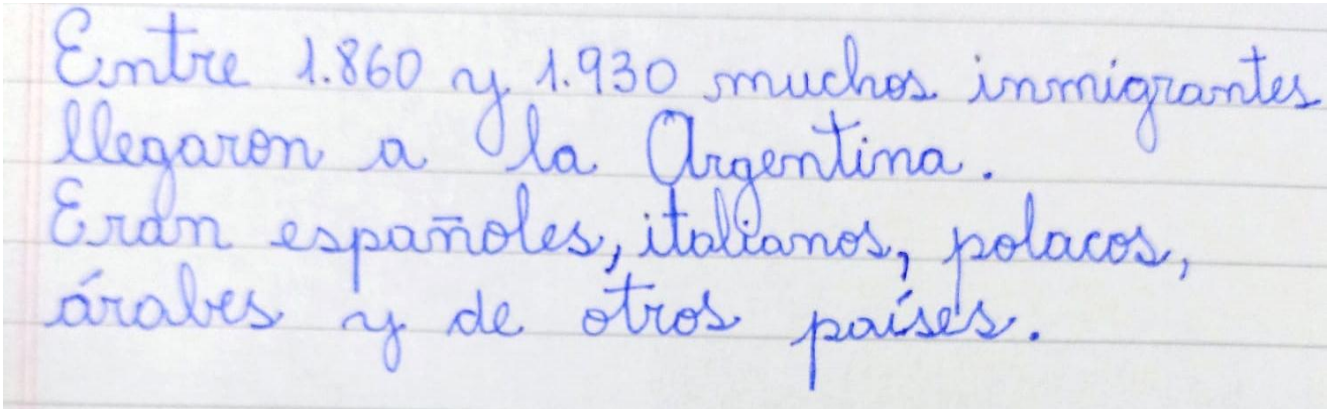 Entre 1.860 y 1.930 muchos inmigrantes
llegaron a la Argentina.
Eran españoles, italianos, polacos,
árabes y de otros países.